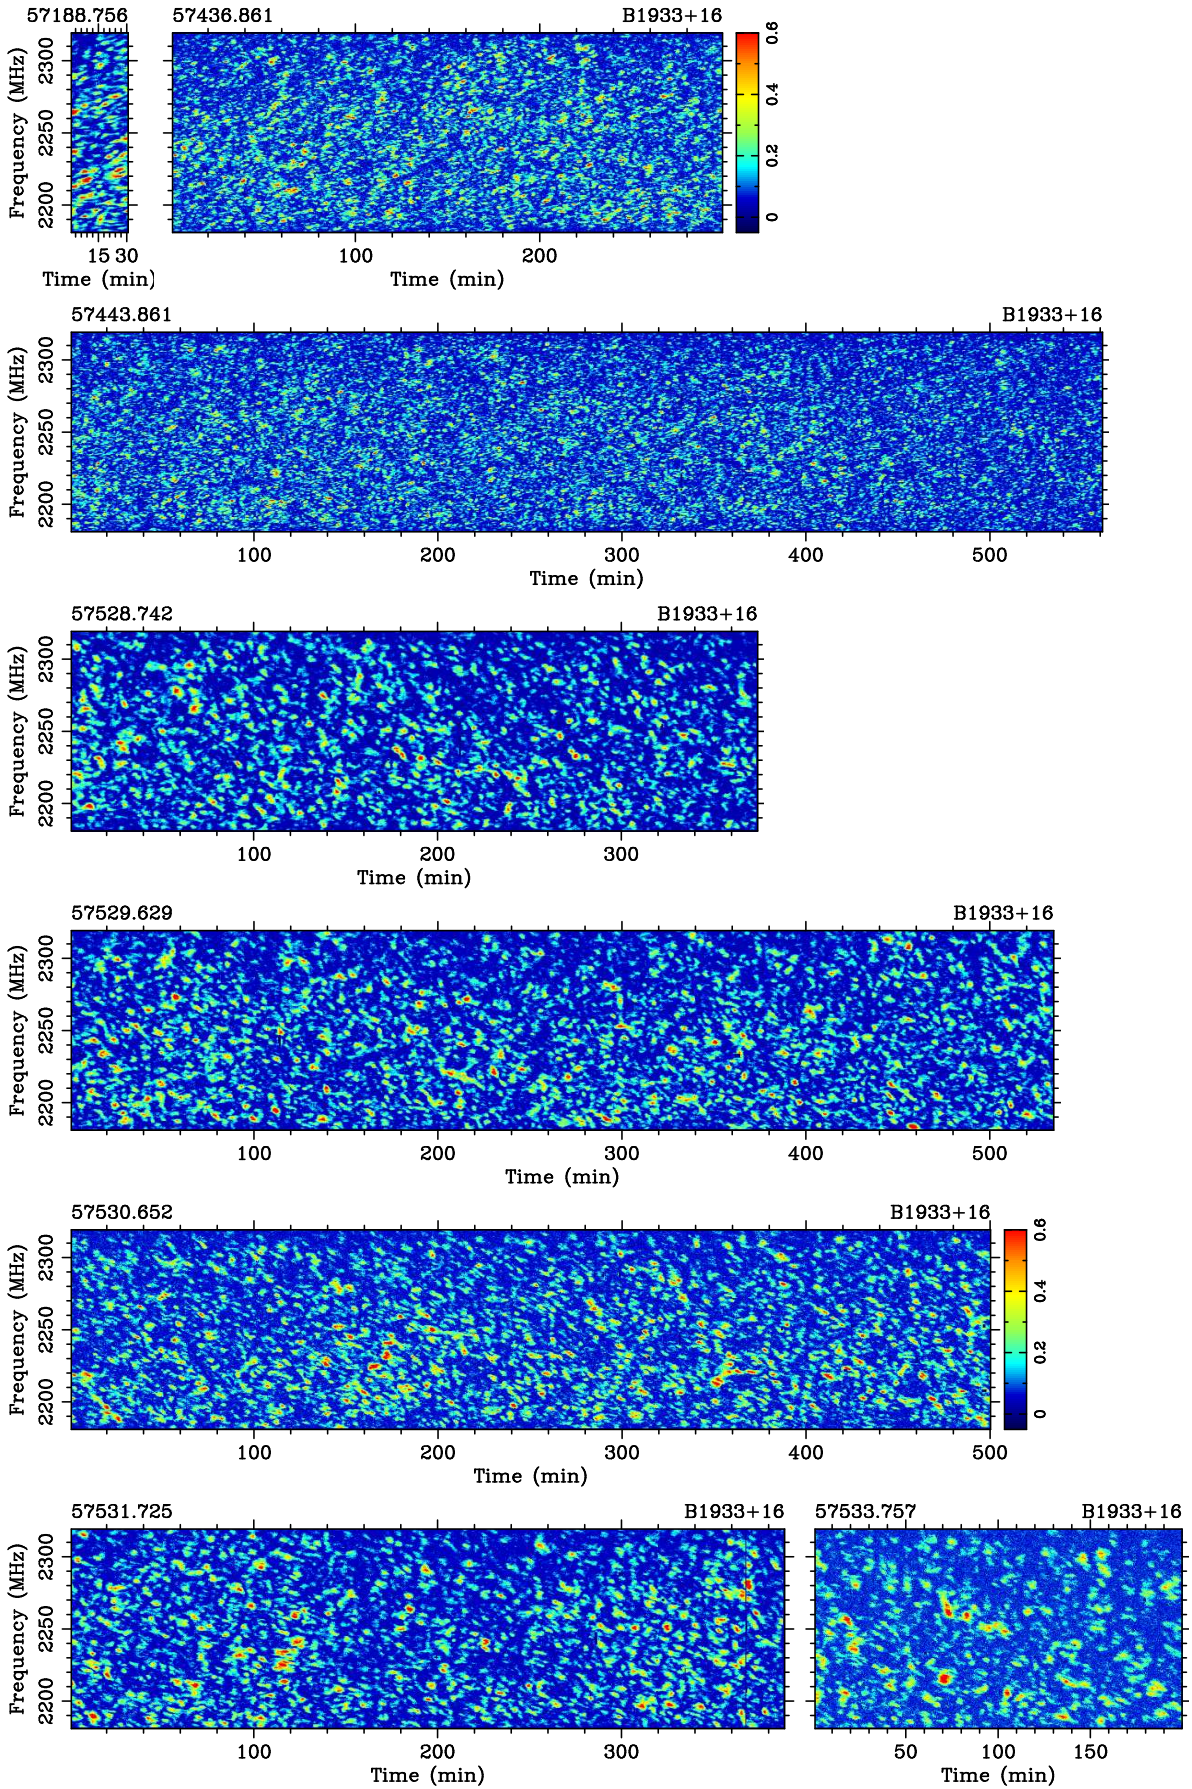 57188.756
57436.861 B1933+16
Frequency (MHz)
2200 2250 2300
15 30
Time (min)
100 200
Time (min)
0 0.2 0.4 0.6
57443.861 B1933+16
Frequency (MHz)
2200 2250 2300
100 200 300 400 500
Time (min)
57528.742 B1933+16
Frequency (MHz)
2200 2250 2300
100 200 300
Time (min)
57529.629 B1933+16
Frequency (MHz)
2200 2250 2300
100 200 300 400 500
Time (min)
57530.652 B1933+16
Frequency (MHz)
2200 2250 2300
100 200 300 400 500
Time (min)
0 0.2 0.4 0.6
57531.725 B1933+16
Frequency (MHz)
2200 2250 2300
100 200 300
Time (min)
57533.757 B1933+16
50 100 150
Time (min)